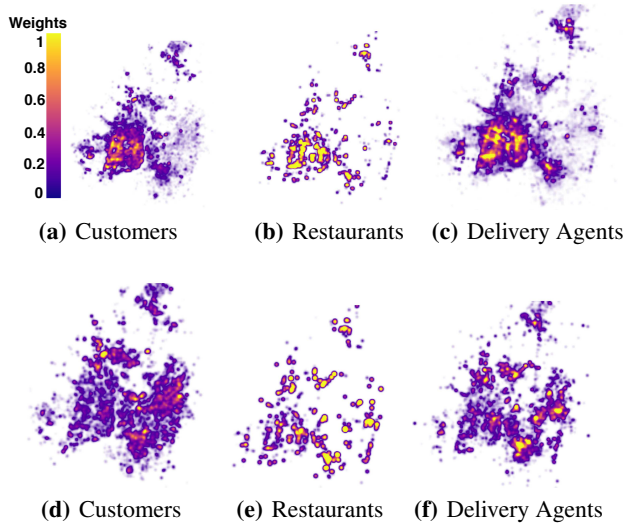 Weights
1
0.8
0.6
0.4
0.2
0
(a) Customers
(b) Restaurants
(c) Delivery Agents
(d) Customers
(e) Restaurants
(f) Delivery Agents